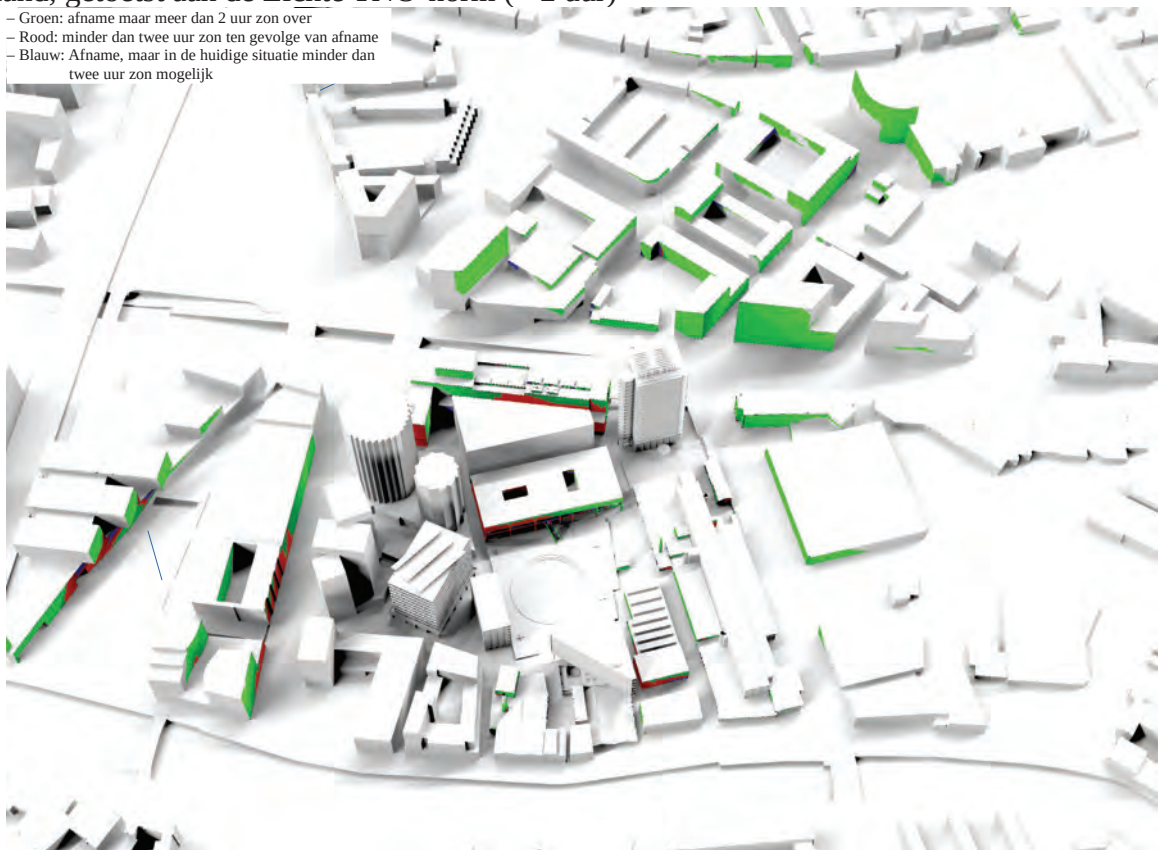 – Groen: afname maar meer dan 2 uur zon over
– Rood: minder dan twee uur zon ten gevolge van afname
– Blauw: Afname, maar in de huidige situatie minder dan
twee uur zon mogelijk